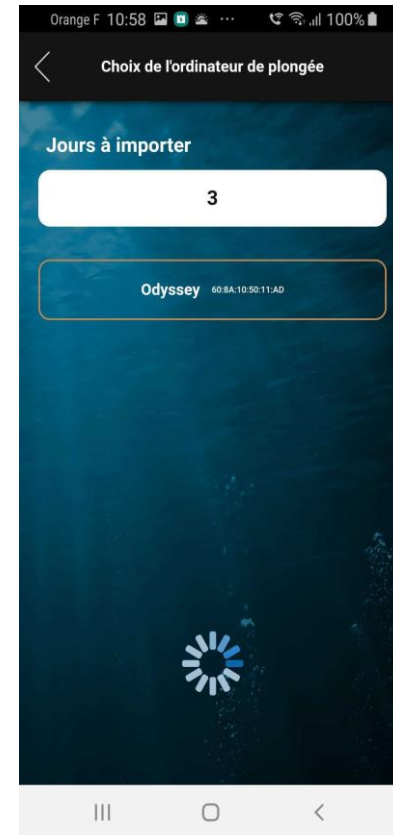 Orange F 10:58 ... 100%
Choix de l'ordinateur de plongée
Jours à importer
3
Odyssey 60:8A:10:50:11:AD